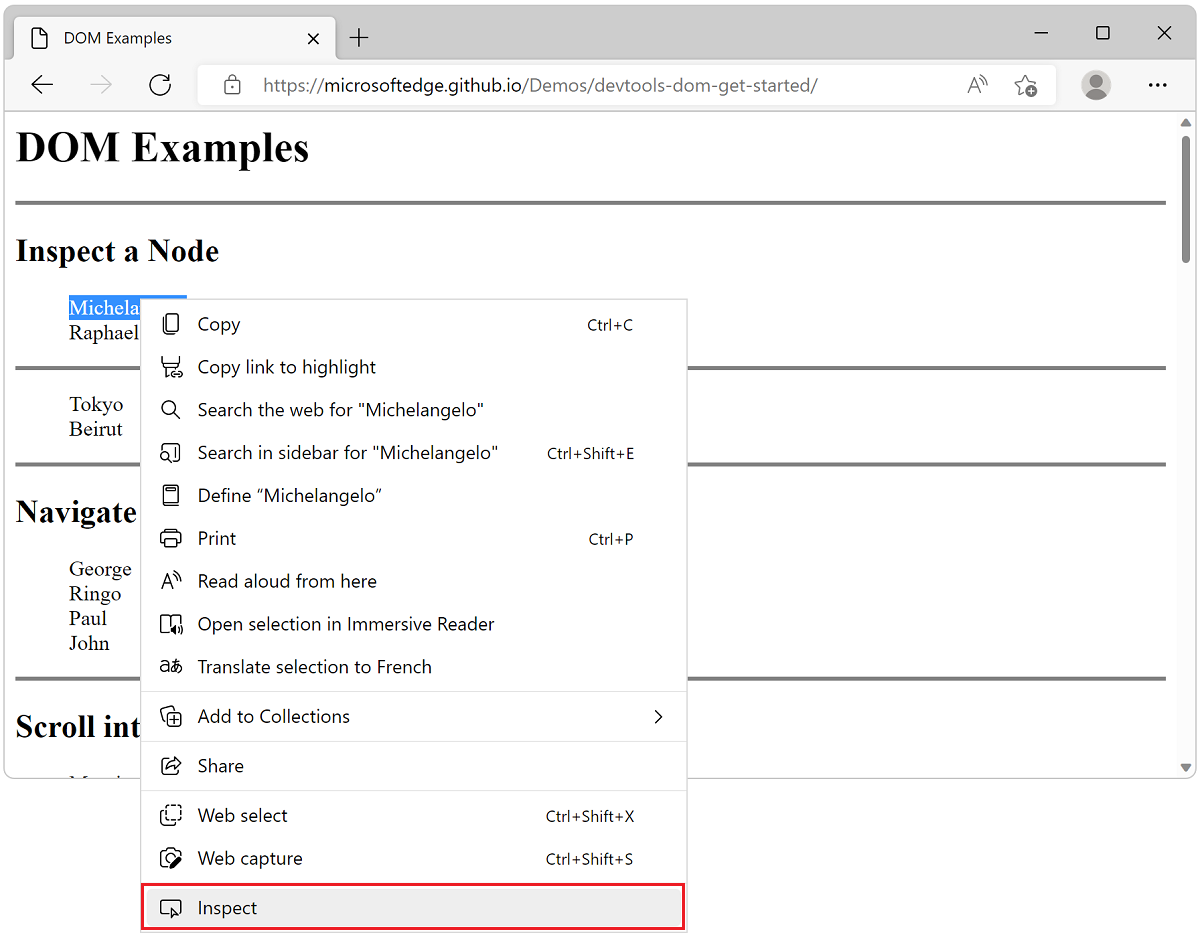 DOM Examples
https://microsoftedge.github.io/Demos/devtools-dom-get-started/
DOM Examples
Inspect a Node
Michela
Raphael
Tokyo
Beirut
Navigate
George
Ringo
Paul
John
Scroll int
Copy Ctrl+C
Copy link to highlight
Search the web for "Michelangelo"
Search in sidebar for "Michelangelo" Ctrl+Shift+E
Define “Michelangelo”
Print Ctrl+P
Read aloud from here
Open selection in Immersive Reader
Translate selection to French
Add to Collections
Share
Web select Ctrl+Shift+X
Web capture Ctrl+Shift+S
Inspect